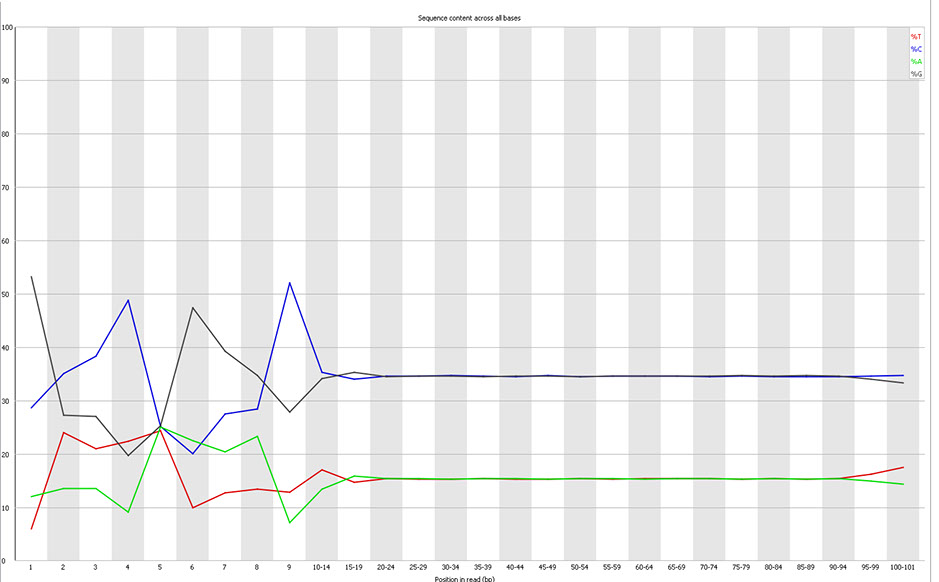 Sequence content across all bases
%T
%C
%A
%G
100
90
80
70
60
50
40
30
20
10
0
1 2 3 4 5 6 7 8 9 10-14 15-19 20-24 25-29 30-34 35-39 40-44 45-49 50-54 55-59 60-64 65-69 70-74 75-79 80-84 85-89 90-94 95-99 100-101
Position in read (bp)